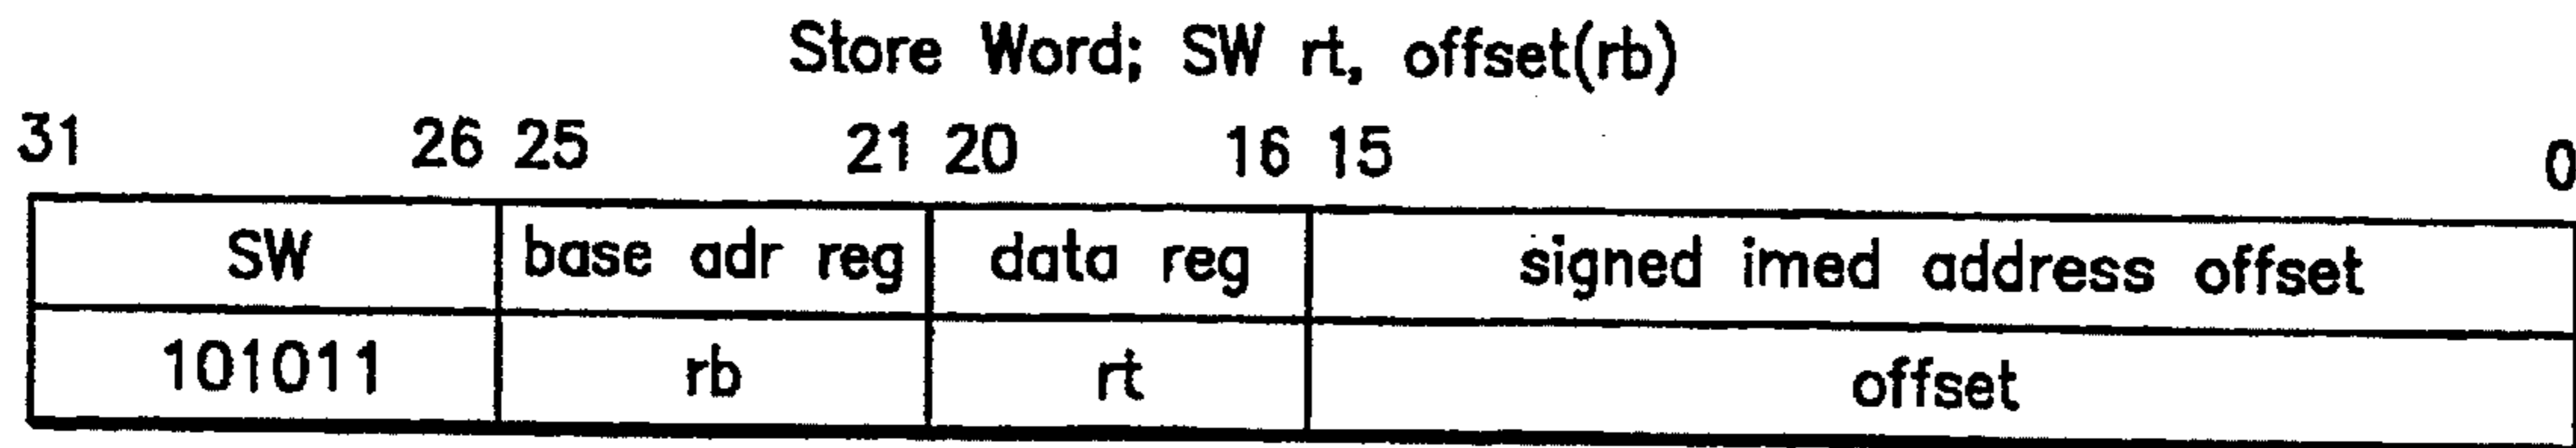 Store Word; SW rt, offset(rb)
31 26 25 21 20 16 15 0
SW base adr reg data reg signed imed address offset
101011 rb rt offset